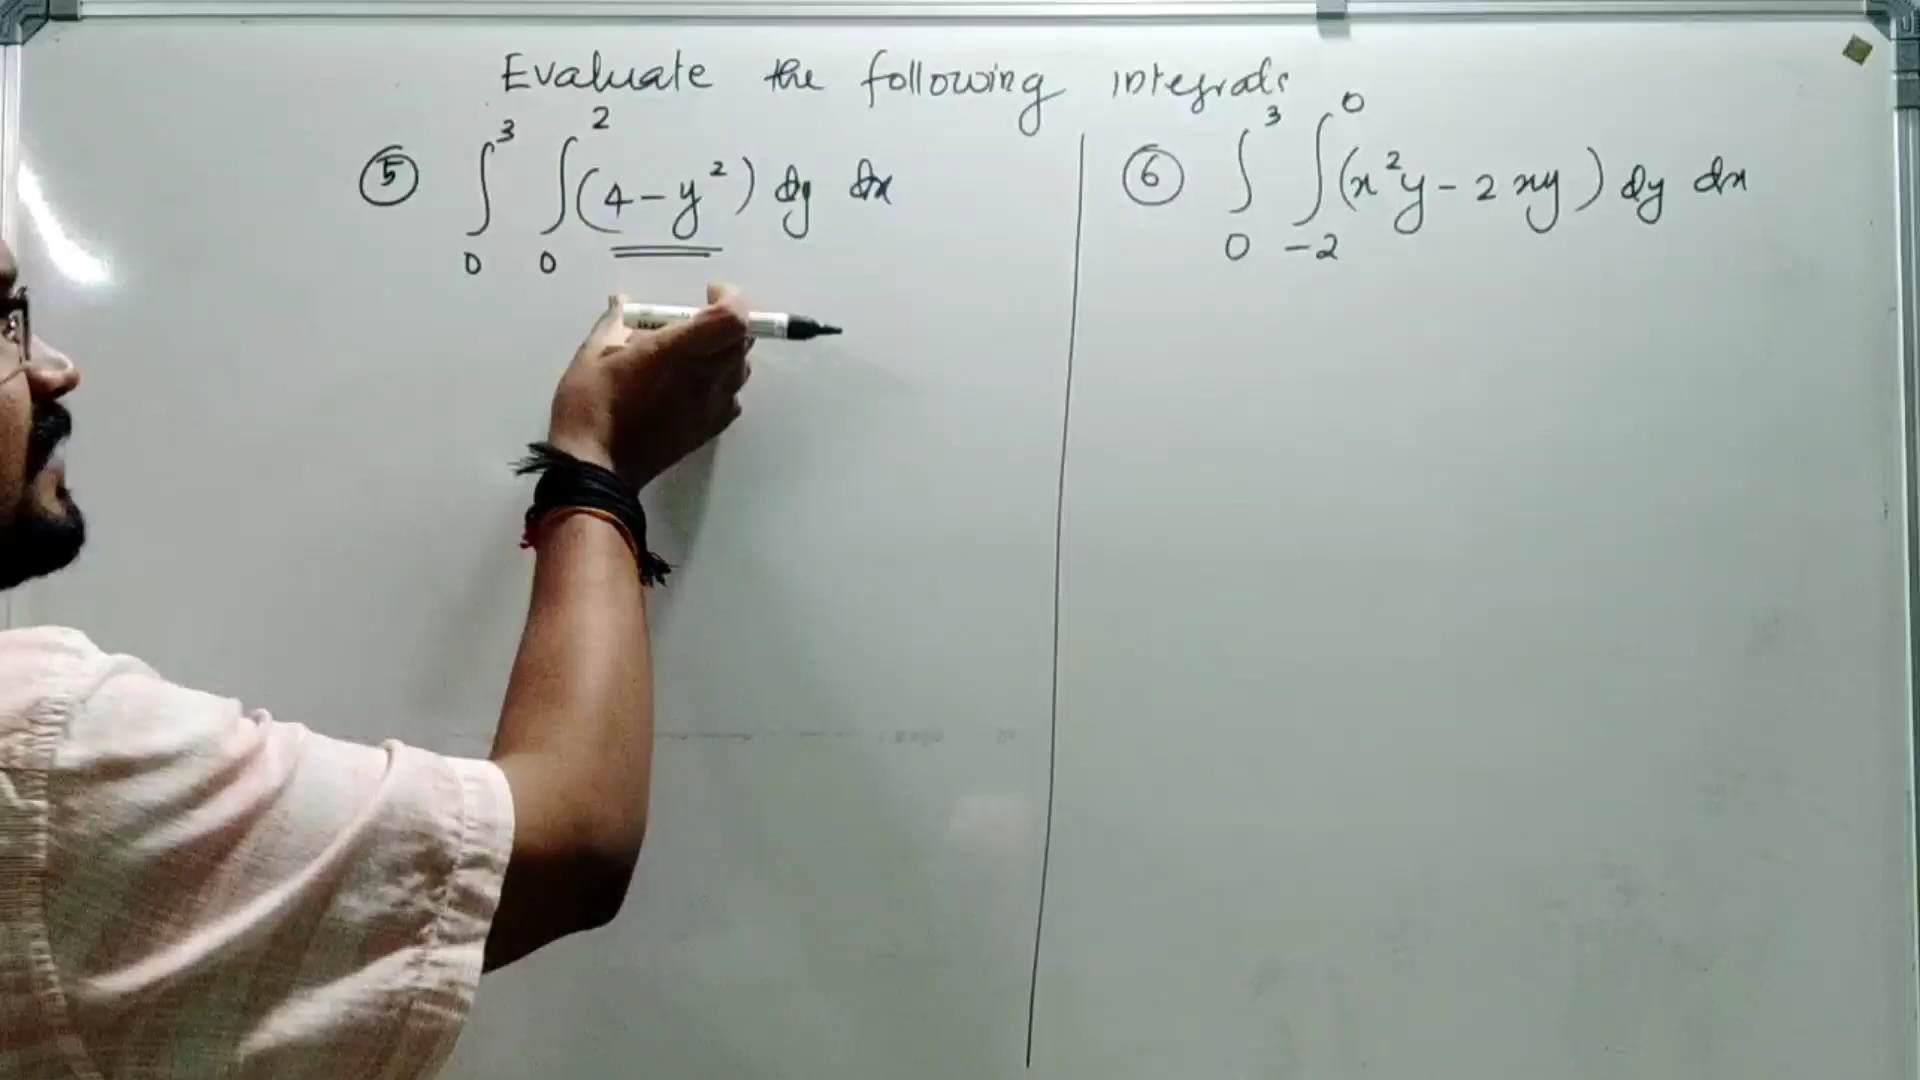 Evaluate the following integrals
⑤ ∫₀³ ∫₀² (4 - y²) dy dx
⑥ ∫₀³ ∫₋₂⁰ (x²y - 2xy) dy dx